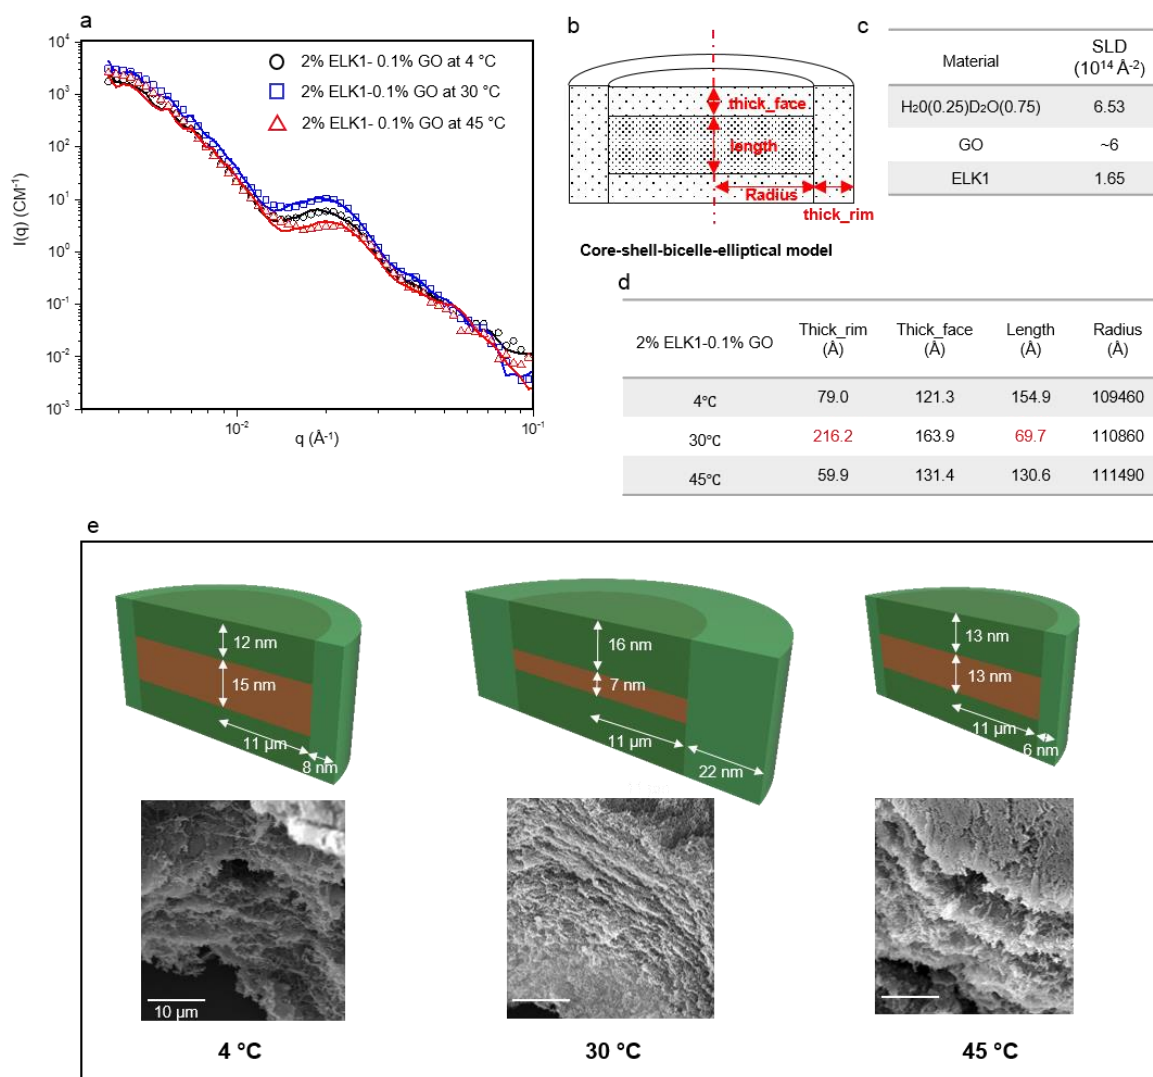 a
10⁴
10³
10²
10¹
10⁰
10⁻¹
10⁻²
10⁻³
I(q) (CM⁻¹)
2% ELK1- 0.1% GO at 4 °C
2% ELK1-0.1% GO at 30 °C
2% ELK1- 0.1% GO at 45 °C
10⁻²
10⁻¹
q (Å⁻¹)
b
thick_face
length
Radius
thick_rim
Core-shell-bicelle-elliptical model
c
Material SLD (10¹⁴ Å⁻²)
H₂0(0.25)D₂O(0.75) 6.53
GO ~6
ELK1 1.65
d
2% ELK1-0.1% GO Thick_rim (Å) Thick_face (Å) Length (Å) Radius (Å)
4°C 79.0 121.3 154.9 109460
30°C 216.2 163.9 69.7 110860
45°C 59.9 131.4 130.6 111490
e
12 nm
15 nm
11 µm
8 nm
16 nm
7 nm
11 µm
22 nm
13 nm
13 nm
11 µm
6 nm
10 µm
4 °C
30 °C
45 °C